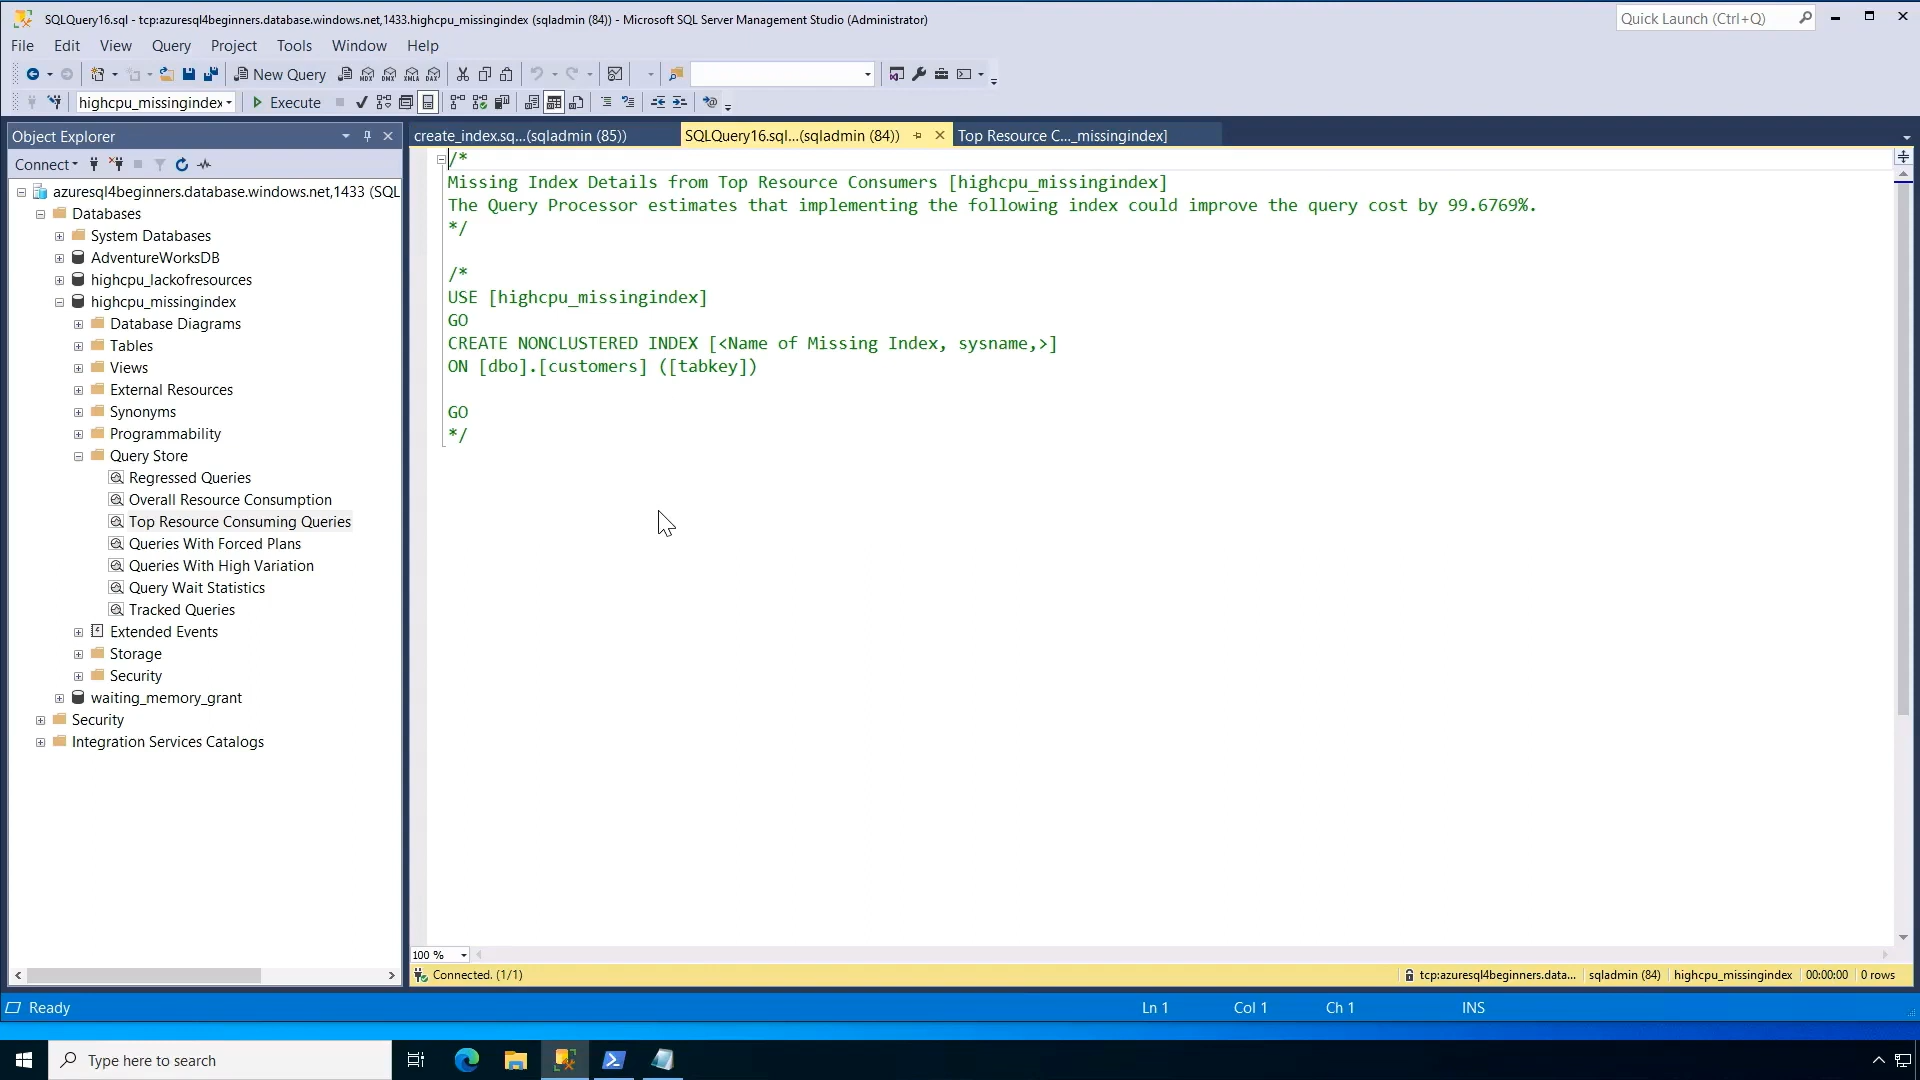 SQLQuery16.sql - tcp:azuresql4beginners.database.windows.net,1433.highcpu_missingindex (sqladmin (84)) - Microsoft SQL Server Management Studio (Administrator)
Quick Launch (Ctrl+Q)
File Edit View Query Project Tools Window Help
New Query
MDX DMX XMLA DAX
highcpu_missingindex
Execute
Object Explorer
create_index.sq...(sqladmin (85))
SQLQuery16.sql...(sqladmin (84))
Top Resource C..._missingindex]
Connect
azuresql4beginners.database.windows.net,1433 (SQL
Databases
System Databases
AdventureWorksDB
highcpu_lackofresources
highcpu_missingindex
Database Diagrams
Tables
Views
External Resources
Synonyms
Programmability
Query Store
Regressed Queries
Overall Resource Consumption
Top Resource Consuming Queries
Queries With Forced Plans
Queries With High Variation
Query Wait Statistics
Tracked Queries
Extended Events
Storage
Security
waiting_memory_grant
Security
Integration Services Catalogs
/*
Missing Index Details from Top Resource Consumers [highcpu_missingindex]
The Query Processor estimates that implementing the following index could improve the query cost by 99.6769%.
*/
/*
USE [highcpu_missingindex]
GO
CREATE NONCLUSTERED INDEX [<Name of Missing Index, sysname,>]
ON [dbo].[customers] ([tabkey])
GO
*/
100 %
Connected. (1/1)
tcp:azuresql4beginners.data... sqladmin (84) highcpu_missingindex 00:00:00 0 rows
Ready
Ln 1 Col 1 Ch 1 INS
Type here to search